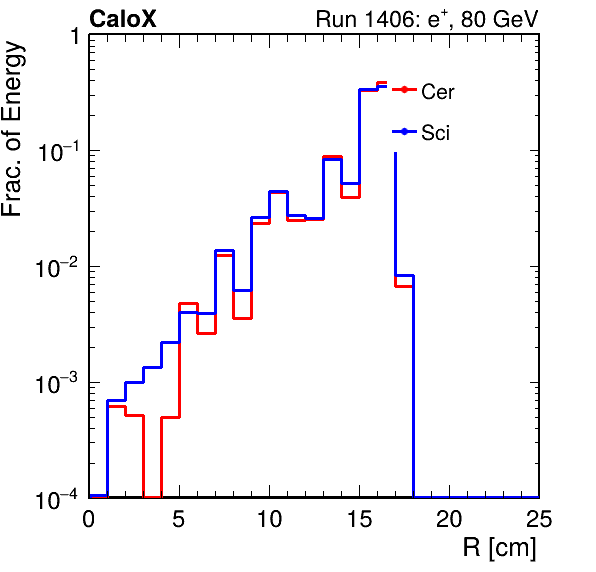 CaloX Run 1406: e⁺, 80 GeV
Frac. of Energy
1
10⁻¹
10⁻²
10⁻³
10⁻⁴
Cer
Sci
0 5 10 15 20 25
R [cm]